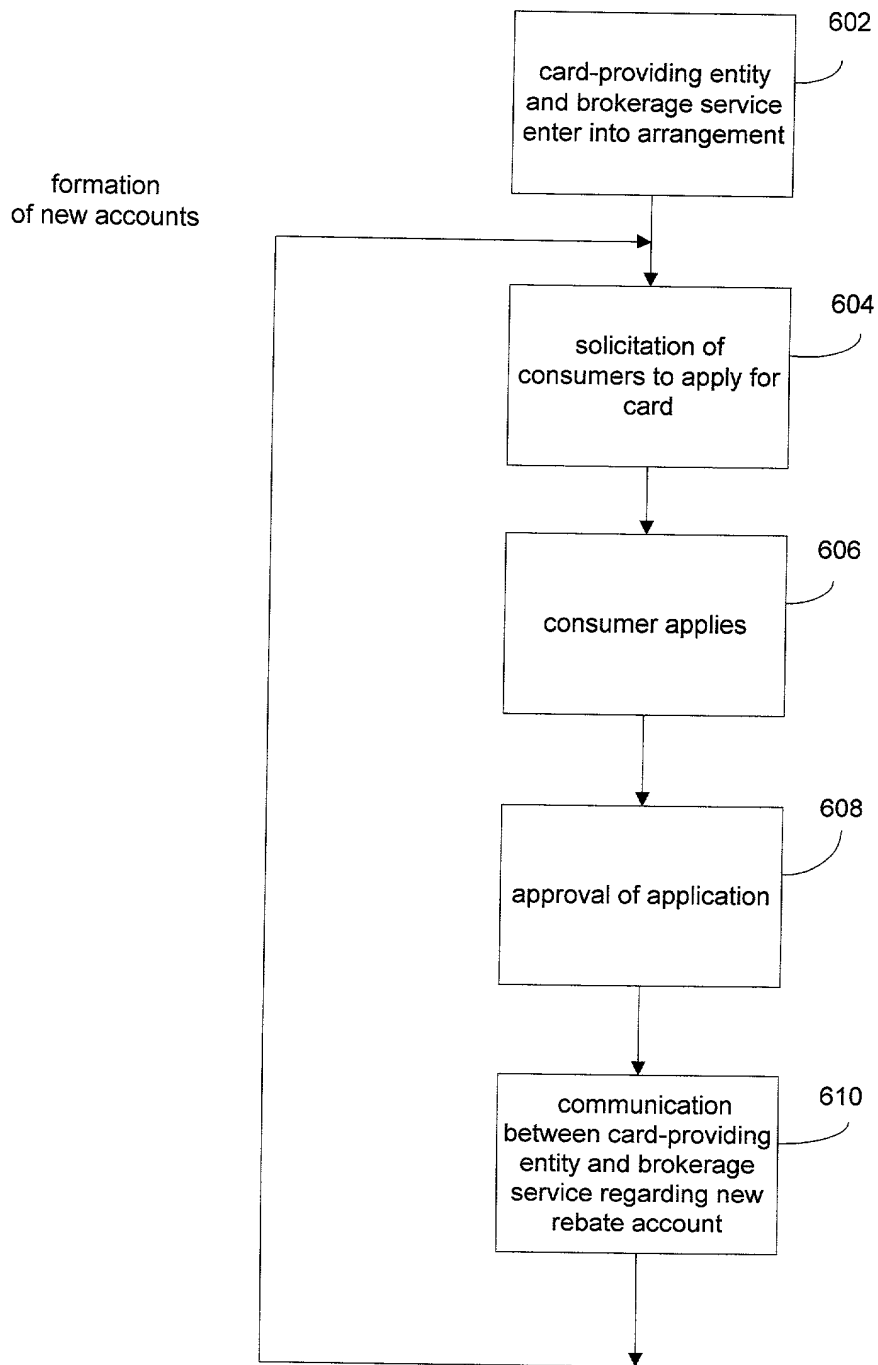 602
card-providing entity
and brokerage service
enter into arrangement
formation
of new accounts
604
solicitation of
consumers to apply for
card
606
consumer applies
608
approval of application
610
communication
between card-providing
entity and brokerage
service regarding new
rebate account